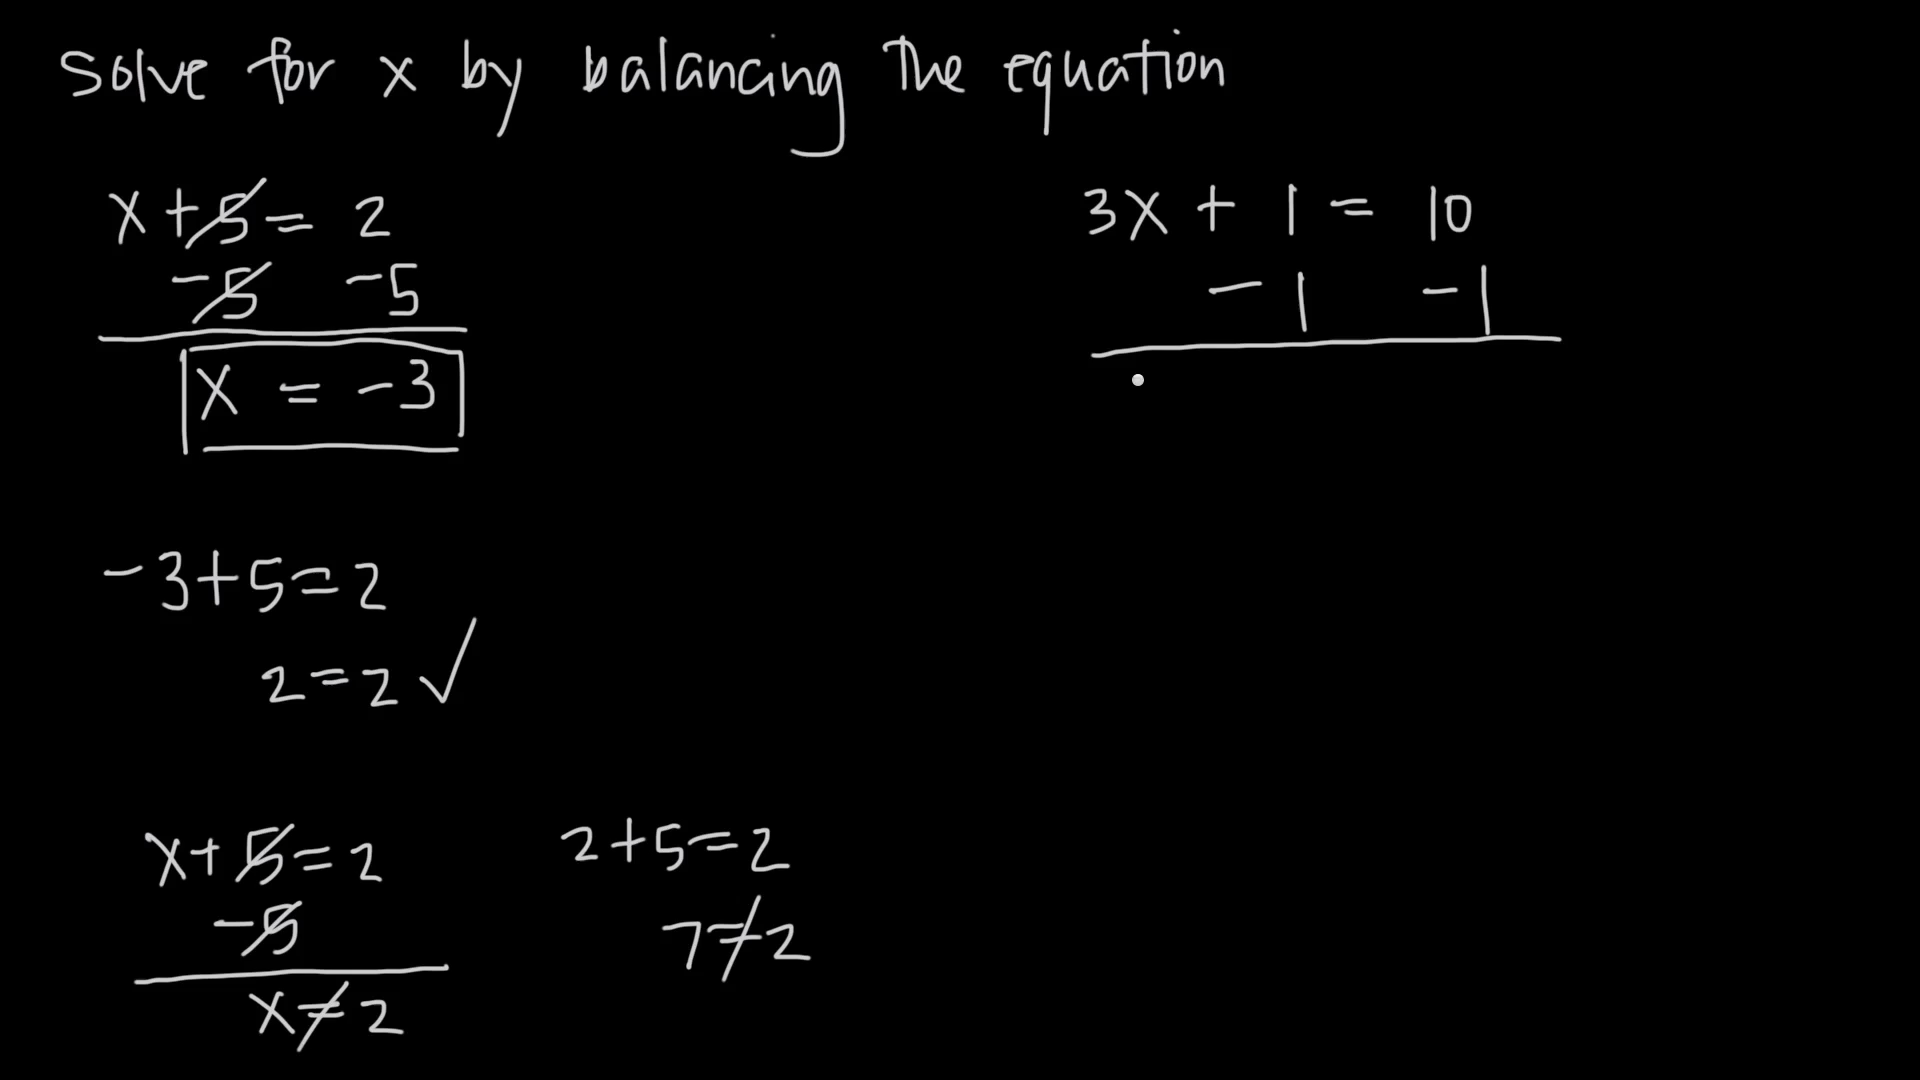 Solve for x by balancing the equation
x + 5 = 2
-5 -5
x = -3
-3+5=2
2=2 ✓
x + 5 = 2
-5
x ≠ 2
2+5=2
7≠2
3x + 1 = 10
-1 -1